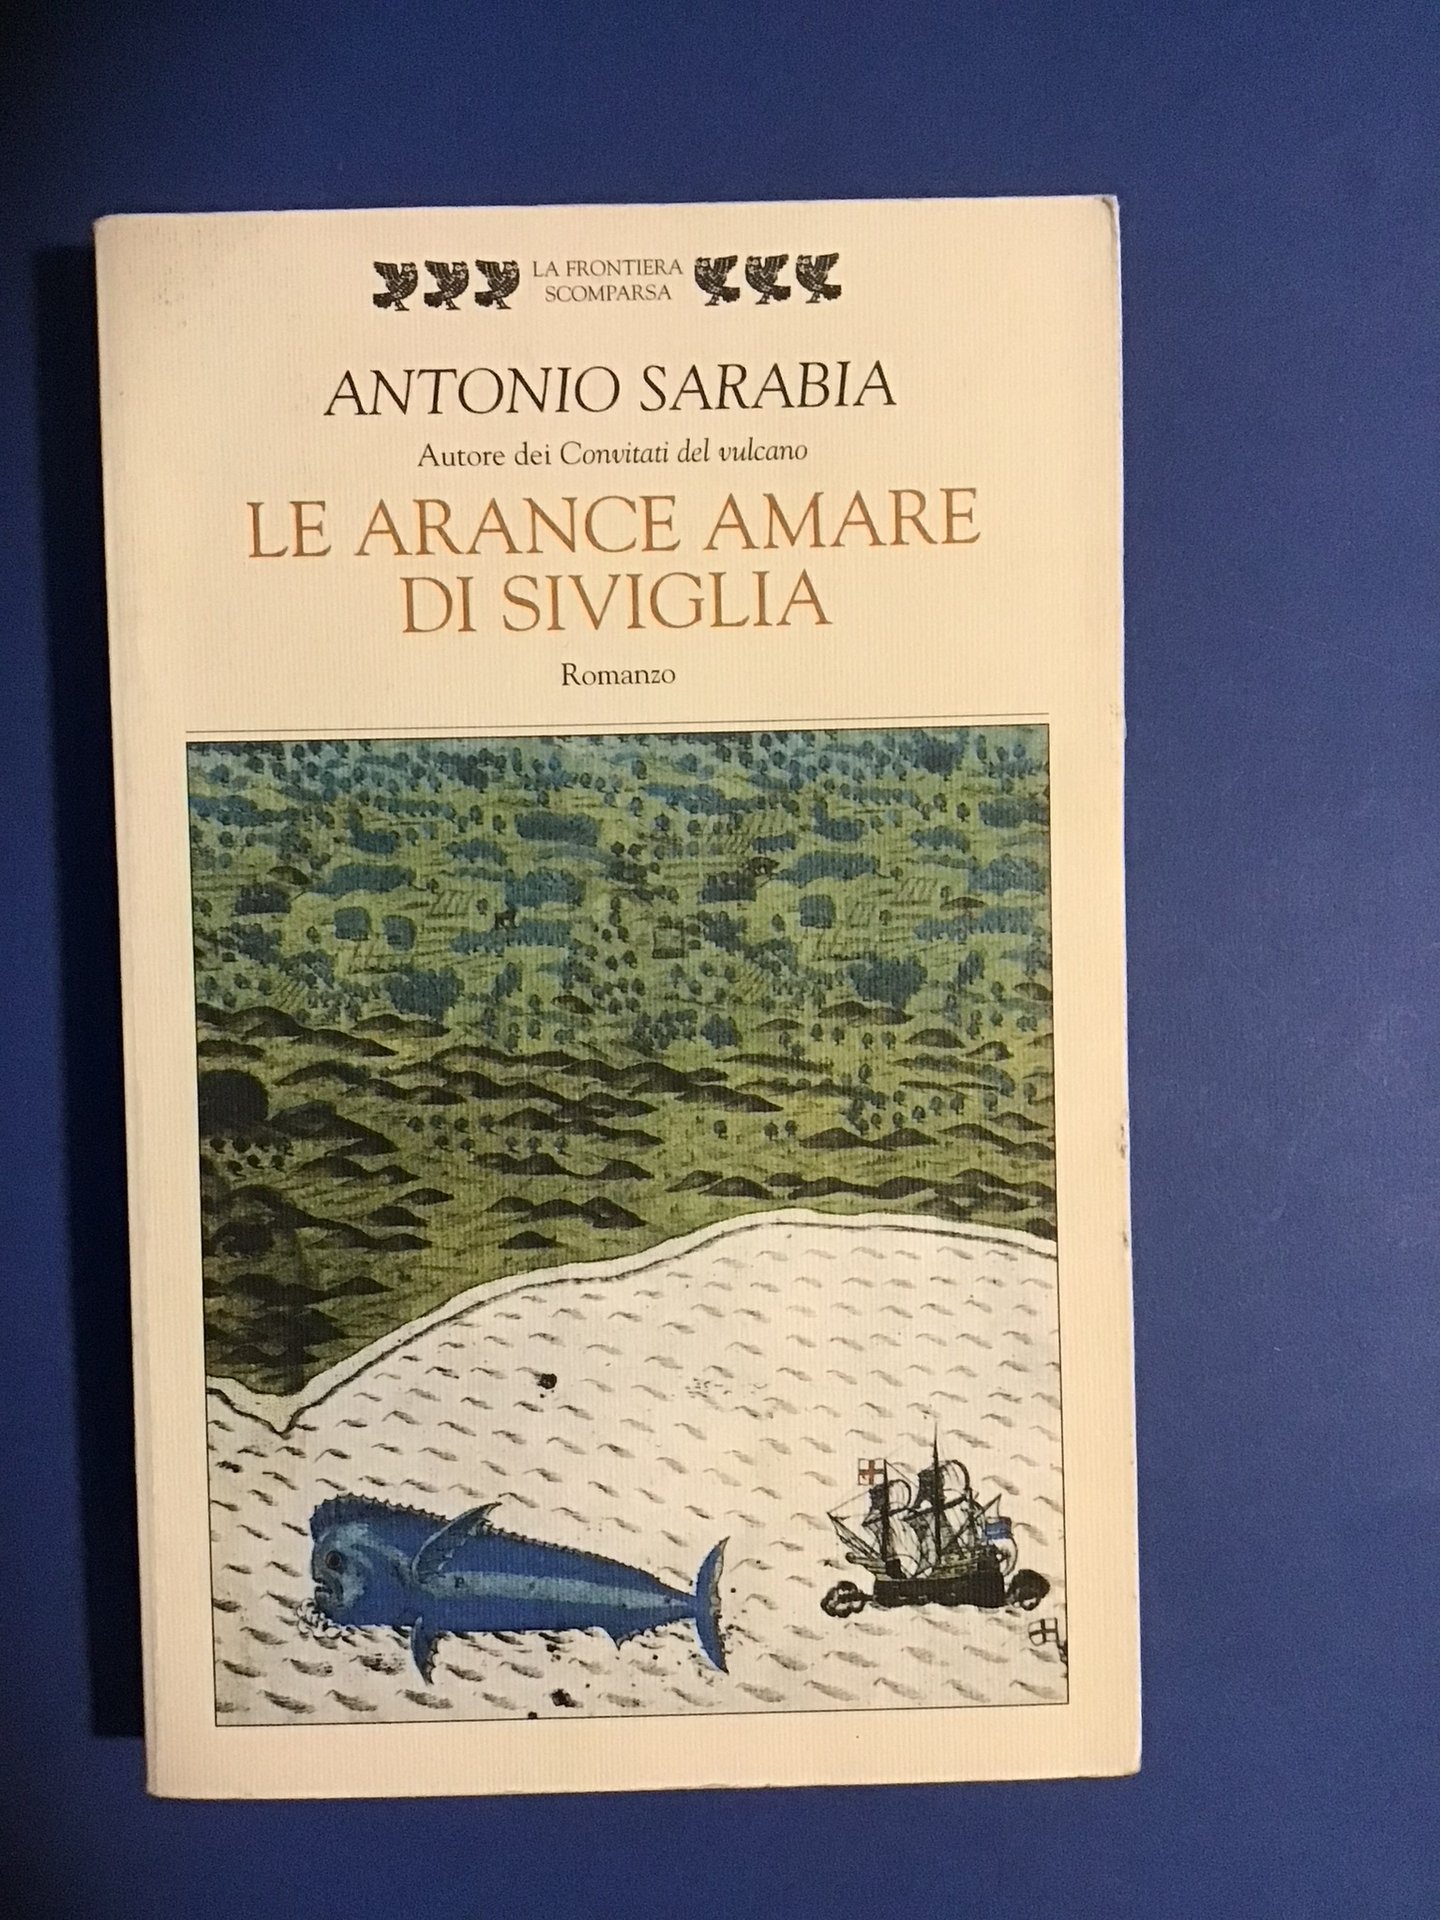 LA FRONTIERA
SCOMPARSA
ANTONIO SARABIA
Autore dei Convitati del vulcano
LE ARANCE AMARE
DI SIVIGLIA
Romanzo